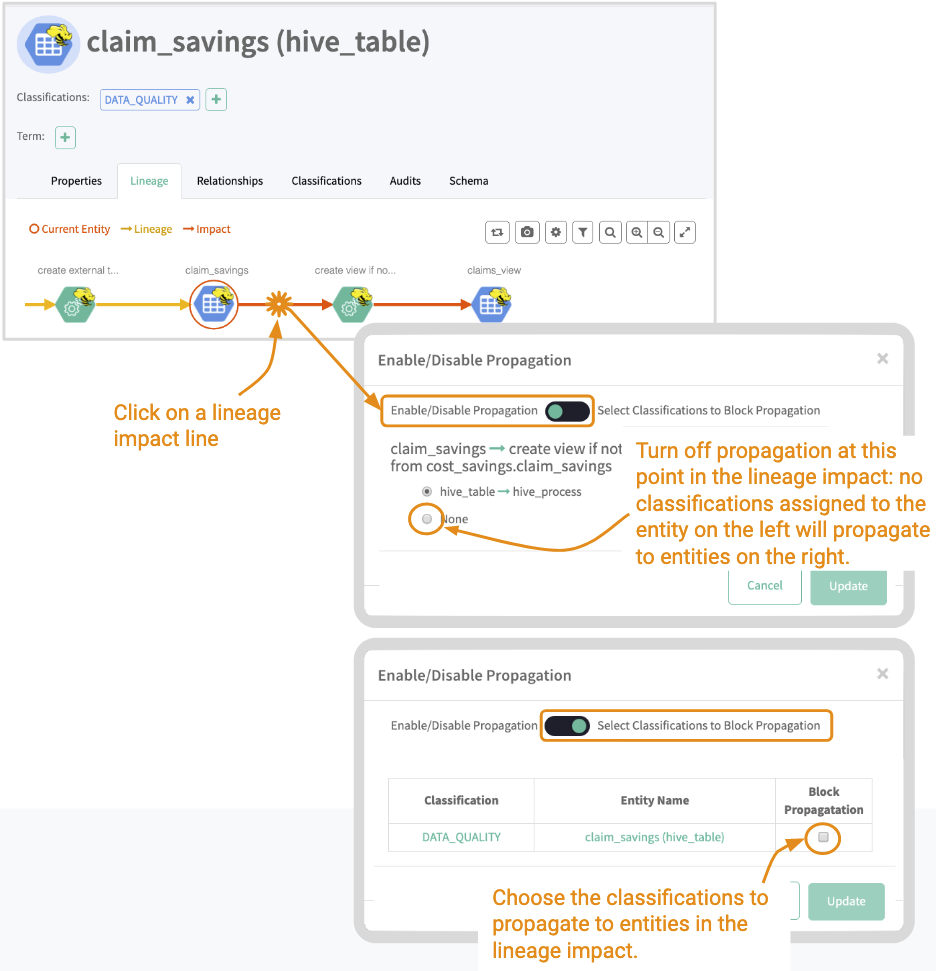 claim_savings (hive_table)
Classifications: DATA_QUALITY × +
Term: +
Properties Lineage Relationships Classifications Audits Schema
Current Entity Lineage Impact
create external t... claim_savings create view if no... claims_view
Click on a lineage
impact line
Enable/Disable Propagation ×
Enable/Disable Propagation Select Classifications to Block Propagation
claim_savings → create view if not
from cost_savings.claim_savings
hive_table → hive_process
None
Turn off propagation at this
point in the lineage impact: no
classifications assigned to the
entity on the left will propagate
to entities on the right.
Cancel Update
Enable/Disable Propagation ×
Enable/Disable Propagation Select Classifications to Block Propagation
Classification Entity Name Block
Propagatation
DATA_QUALITY claim_savings (hive_table)
Choose the classifications to
propagate to entities in the
lineage impact.
Update